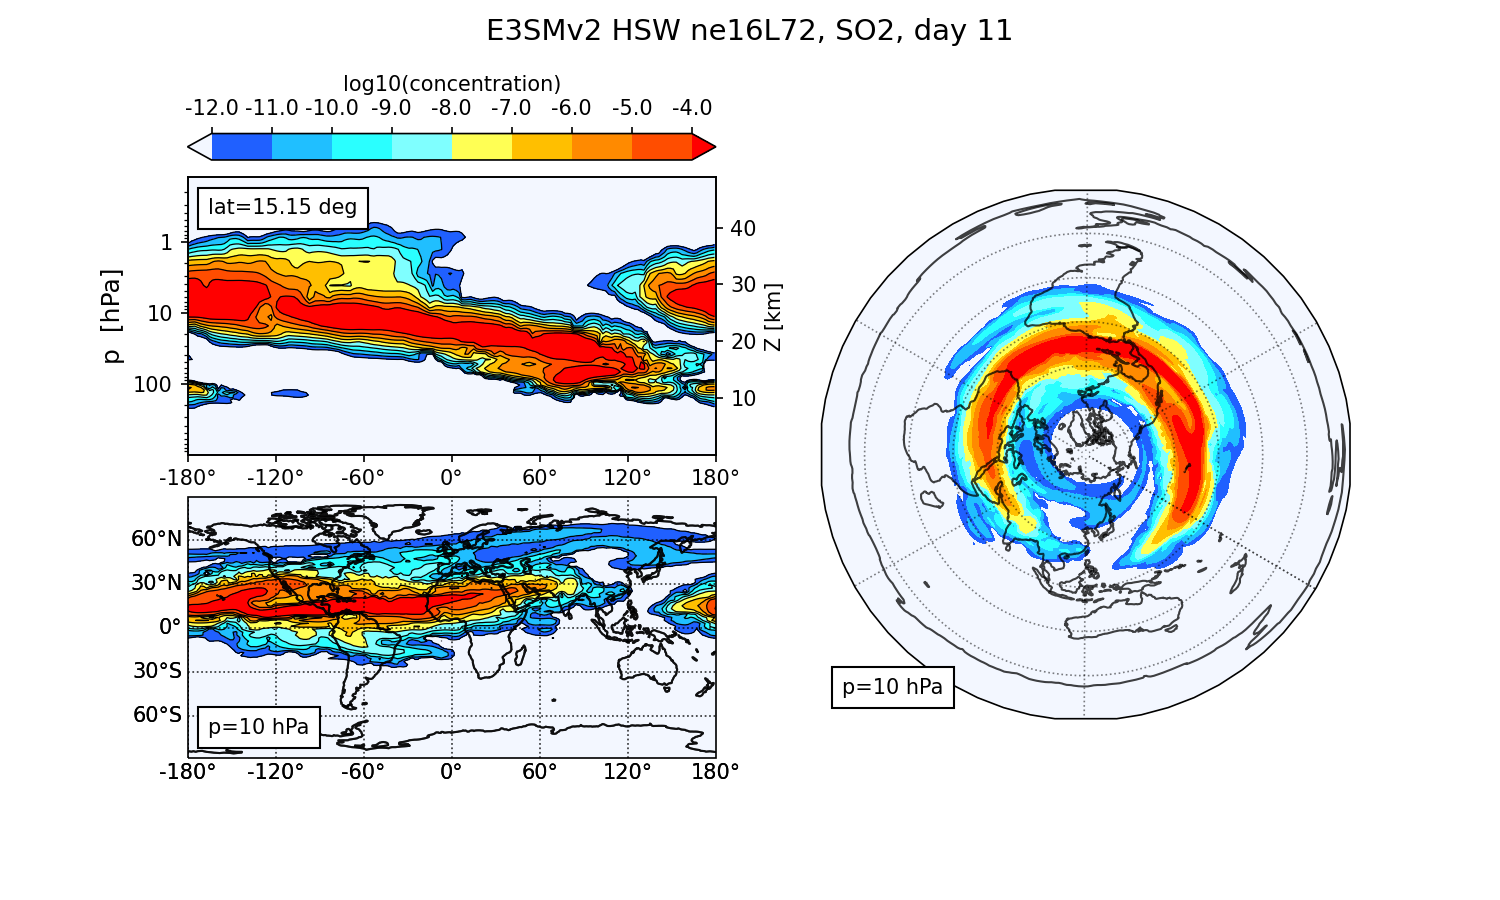 E3SMv2 HSW ne16L72, SO2, day 11
log10(concentration)
-12.0 -11.0 -10.0 -9.0 -8.0 -7.0 -6.0 -5.0 -4.0
lat=15.15 deg
1
10
100
p [hPa]
40
30
20
10
Z [km]
-180° -120° -60° 0° 60° 120° 180°
60°N
30°N
0°
30°S
60°S
p=10 hPa
-180° -120° -60° 0° 60° 120° 180°
p=10 hPa